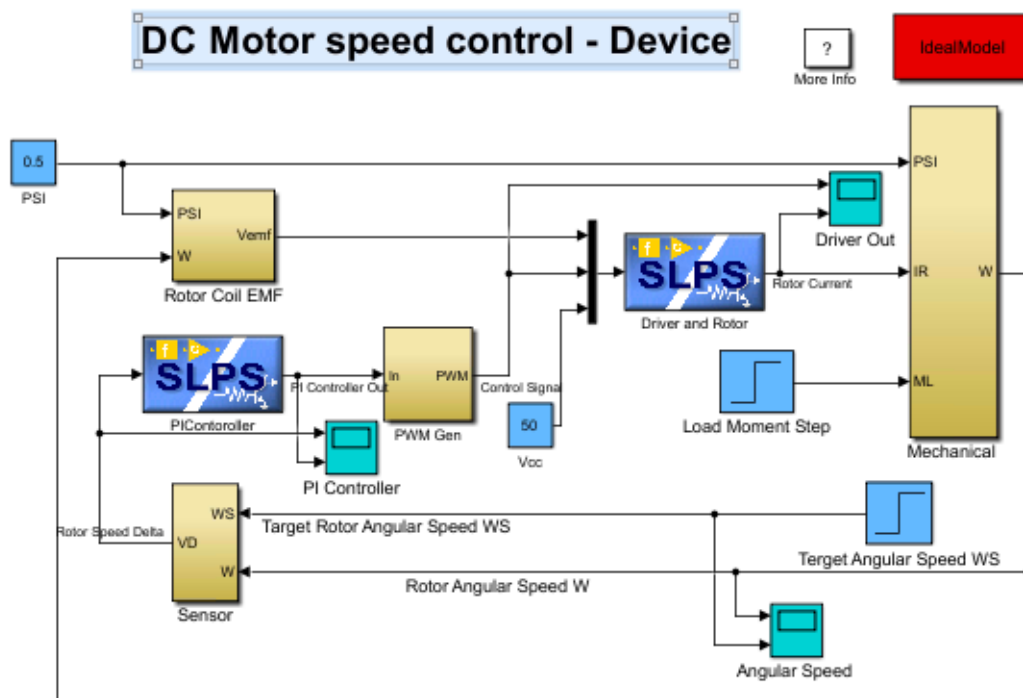 DC Motor speed control - Device
?
More Info
IdealModel
0.5
PSI
PSI
W
Vemf
Rotor Coil EMF
PSI
IR
ML
W
Mechanical
Driver Out
SLPS
Driver and Rotor
Rotor Current
SLPS
PIContoroller
PI Controller Out
In
PWM
PWM Gen
Control Signal
50
Vcc
Load Moment Step
PI Controller
Rotor Speed Delta
WS
VD
W
Sensor
Target Rotor Angular Speed WS
Terget Angular Speed WS
Rotor Angular Speed W
Angular Speed